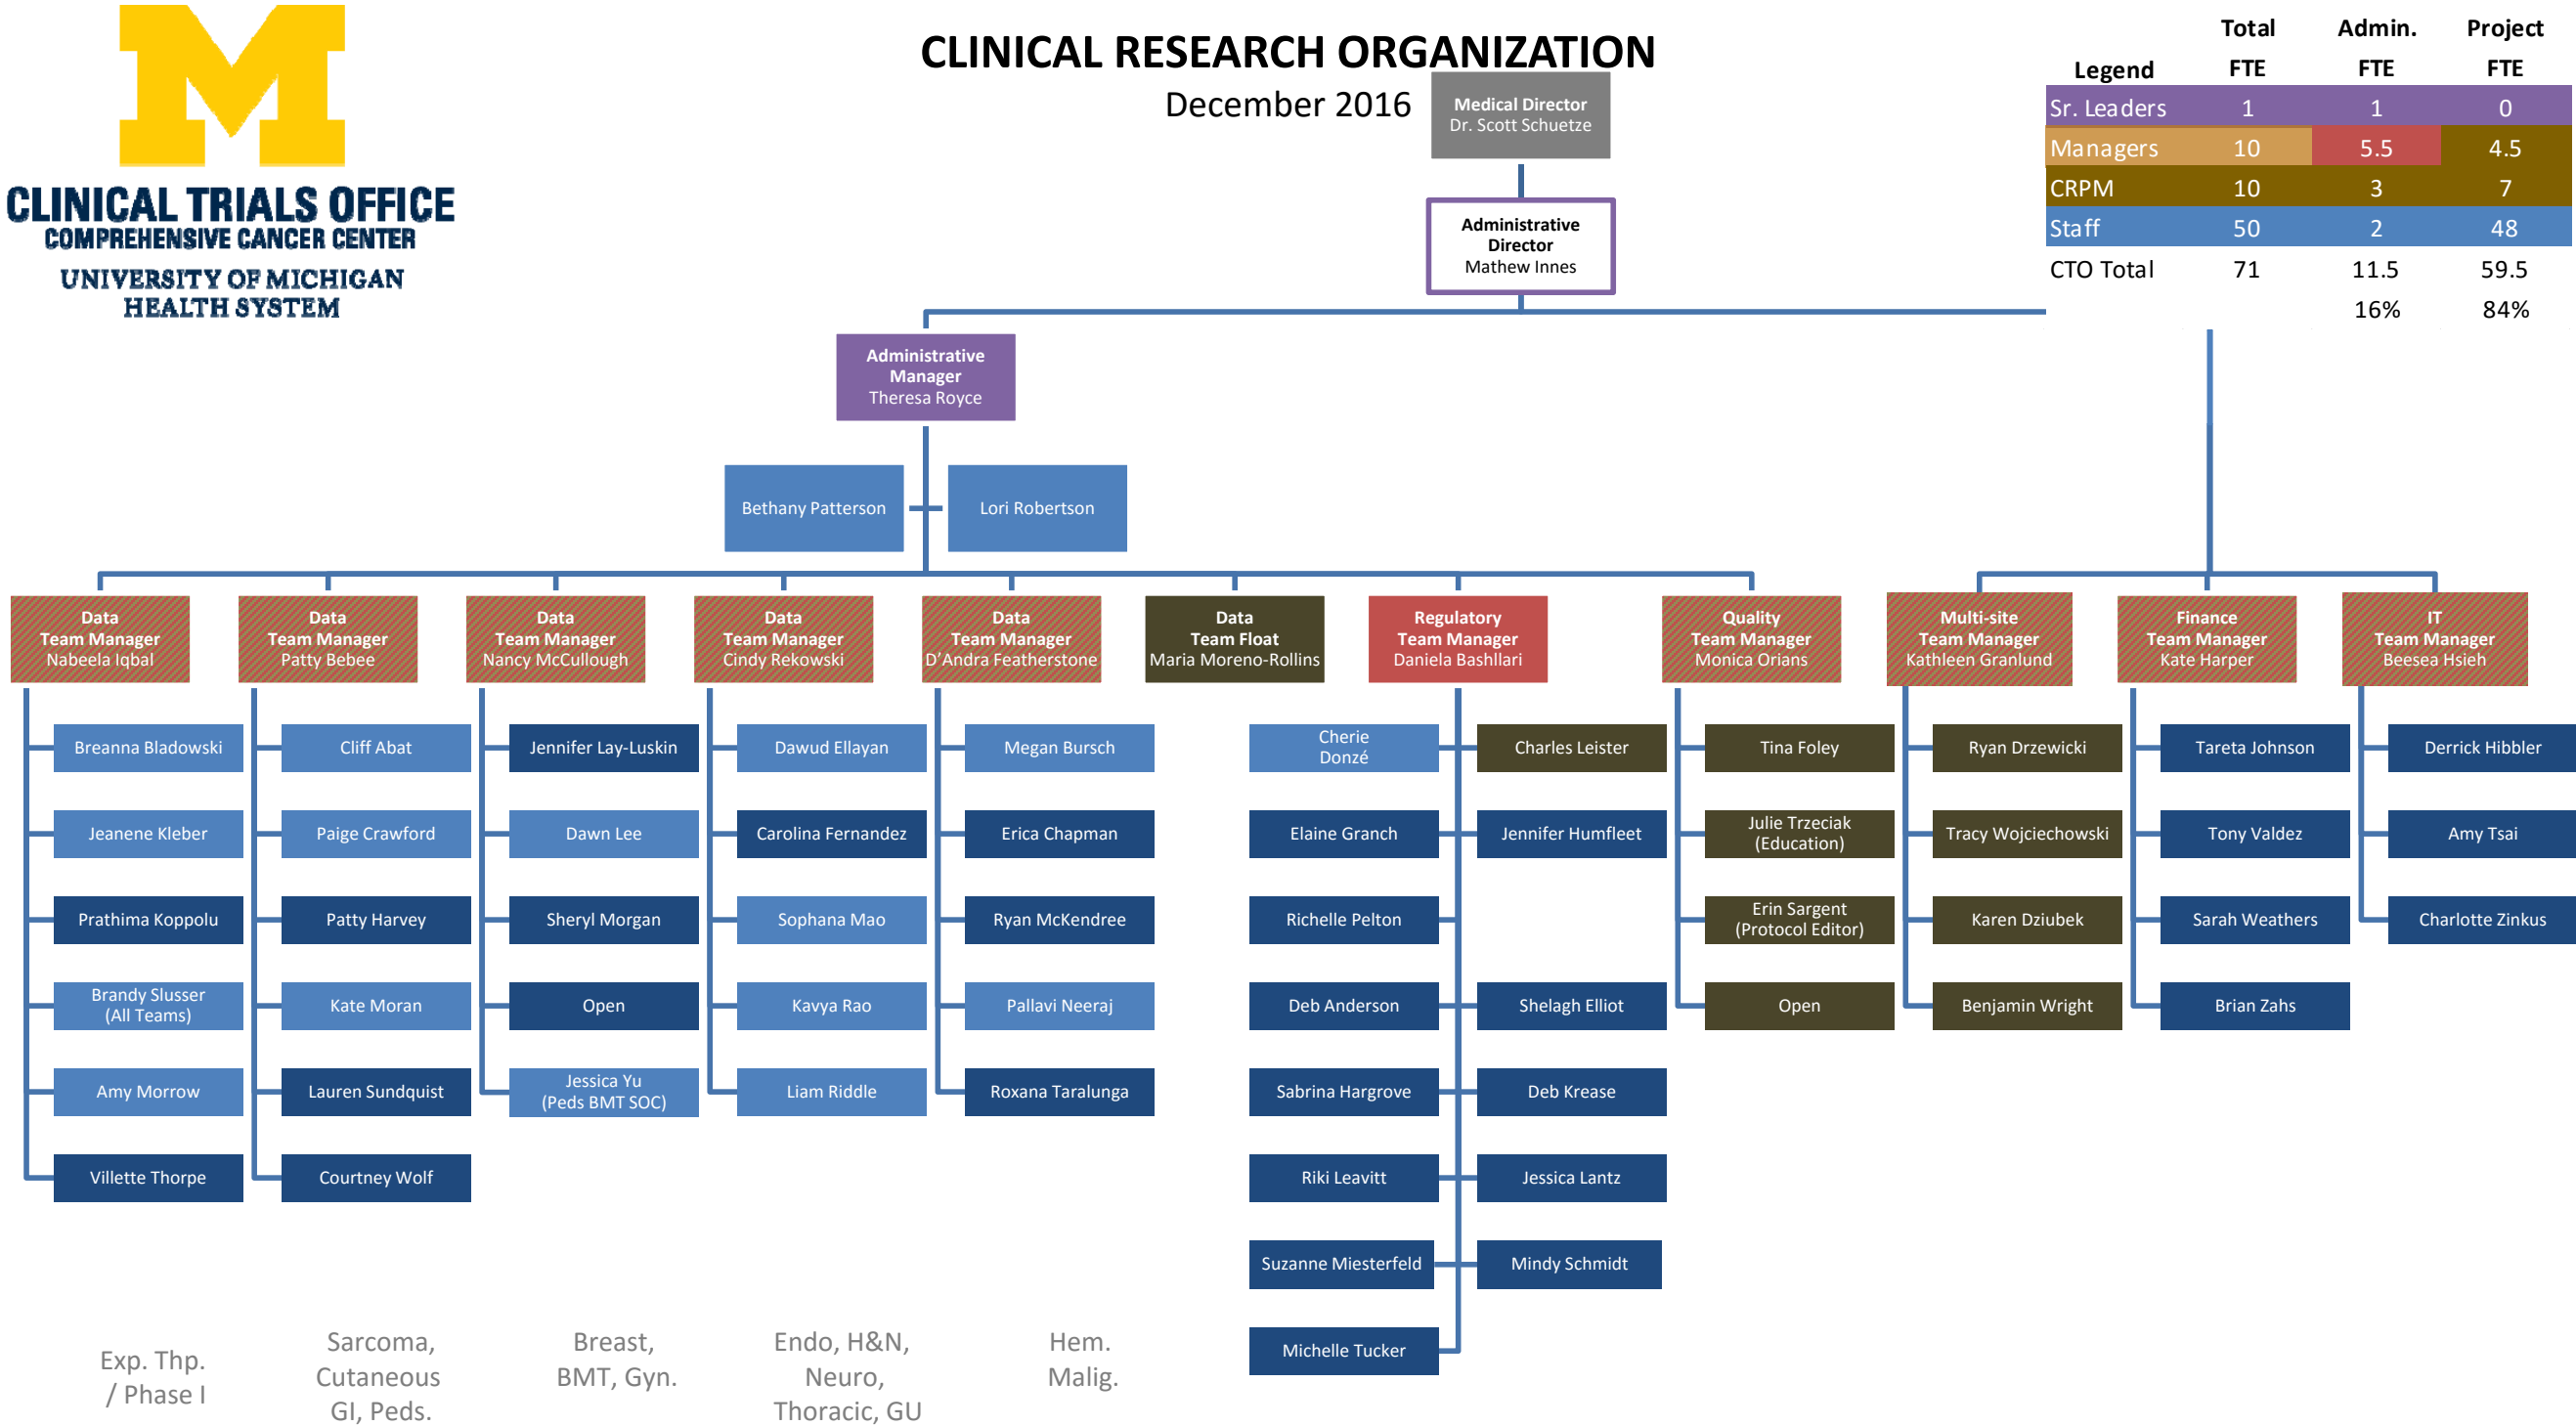 CLINICAL TRIALS OFFICE
COMPREHENSIVE CANCER CENTER
UNIVERSITY OF MICHIGAN
HEALTH SYSTEM
CLINICAL RESEARCH ORGANIZATION
December 2016
Medical Director
Dr. Scott Schuetze
Administrative
Director
Mathew Innes
Total Admin. Project
Legend FTE FTE FTE
Sr. Leaders 1 1 0
Managers 10 5.5 4.5
CRPM 10 3 7
Staff 50 2 48
CTO Total 71 11.5 59.5
16% 84%
Administrative
Manager
Theresa Royce
Bethany Patterson
Lori Robertson
Data
Team Manager
Nabeela Iqbal
Breanna Bladowski
Jeanene Kleber
Prathima Koppolu
Brandy Slusser
(All Teams)
Amy Morrow
Villette Thorpe
Exp. Thp.
/ Phase I
Data
Team Manager
Patty Bebee
Cliff Abat
Paige Crawford
Patty Harvey
Kate Moran
Lauren Sundquist
Courtney Wolf
Sarcoma,
Cutaneous
GI, Peds.
Data
Team Manager
Nancy McCullough
Jennifer Lay-Luskin
Dawn Lee
Sheryl Morgan
Open
Jessica Yu
(Peds BMT SOC)
Breast,
BMT, Gyn.
Data
Team Manager
Cindy Rekowski
Dawud Ellayan
Carolina Fernandez
Sophana Mao
Kavya Rao
Liam Riddle
Endo, H&N,
Neuro,
Thoracic, GU
Data
Team Manager
D'Andra Featherstone
Megan Bursch
Erica Chapman
Ryan McKendree
Pallavi Neeraj
Roxana Taralunga
Hem.
Malig.
Data
Team Float
Maria Moreno-Rollins
Regulatory
Team Manager
Daniela Bashllari
Cherie
Donzé
Charles Leister
Elaine Granch
Jennifer Humfleet
Richelle Pelton
Deb Anderson
Shelagh Elliot
Sabrina Hargrove
Deb Krease
Riki Leavitt
Jessica Lantz
Suzanne Miesterfeld
Mindy Schmidt
Michelle Tucker
Quality
Team Manager
Monica Orians
Tina Foley
Julie Trzeciak
(Education)
Erin Sargent
(Protocol Editor)
Open
Multi-site
Team Manager
Kathleen Granlund
Ryan Drzewicki
Tracy Wojciechowski
Karen Dziubek
Benjamin Wright
Finance
Team Manager
Kate Harper
Tareta Johnson
Tony Valdez
Sarah Weathers
Brian Zahs
IT
Team Manager
Beesea Hsieh
Derrick Hibbler
Amy Tsai
Charlotte Zinkus